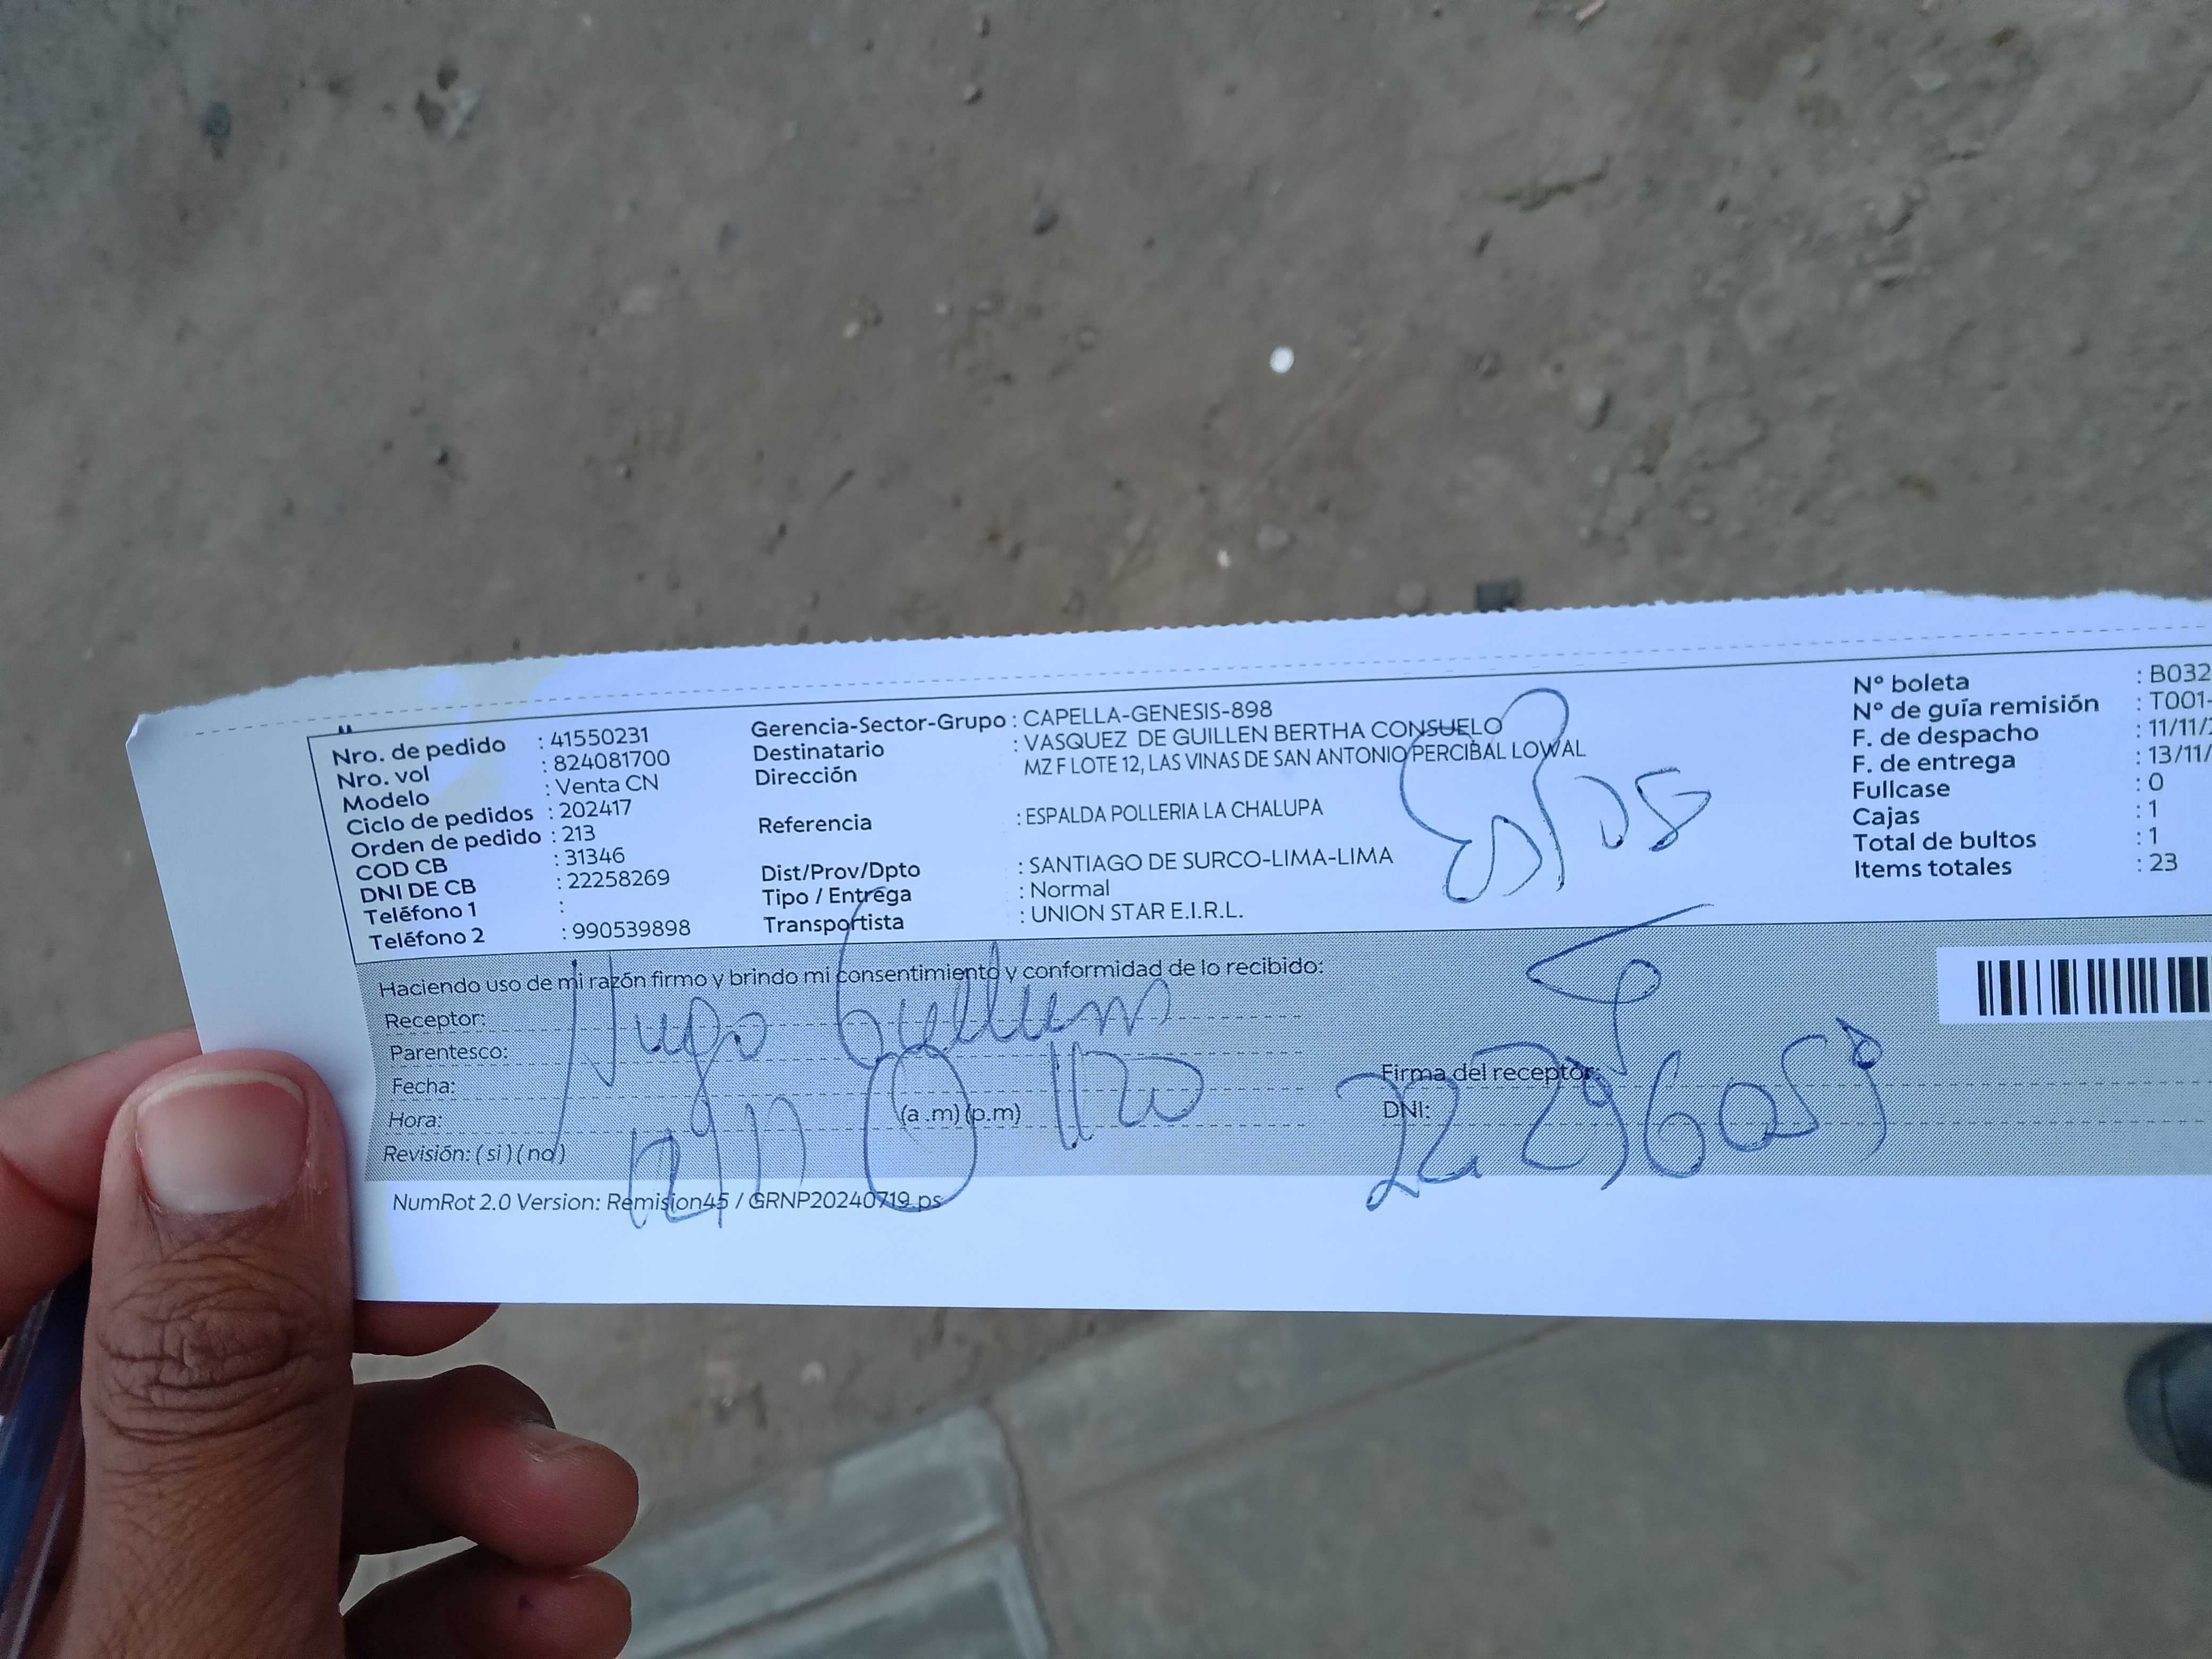 Nro. de pedido : 41550231
Nro. vol : 824081700
Modelo : Venta CN
Ciclo de pedidos : 202417
Orden de pedido : 213
COD CB : 31346
DNI DE CB : 22258269
Teléfono 1 :
Teléfono 2 : 990539898
Gerencia-Sector-Grupo : CAPELLA-GENESIS-898
Destinatario : VASQUEZ DE GUILLEN BERTHA CONSUELO
Dirección MZ F LOTE 12, LAS VINAS DE SAN ANTONIO PERCIBAL LOWAL
Referencia : ESPALDA POLLERIA LA CHALUPA
Dist/Prov/Dpto : SANTIAGO DE SURCO-LIMA-LIMA
Tipo / Entrega : Normal
Transportista : UNION STAR E.I.R.L.
Nº boleta : B032
Nº de guía remisión : T001-
F. de despacho : 11/11/
F. de entrega : 13/11/
Fullcase : 0
Cajas : 1
Total de bultos : 1
Items totales : 23
Haciendo uso de mi razón firmo y brindo mi consentimiento y conformidad de lo recibido:
Receptor: Hugo
Parentesco:
Fecha:
Hora: (a .m) (p.m) 1120
Revisión: ( si ) ( no )
Firma del receptor:
DNI:
NumRot 2.0 Version: Remision45 / GRNP20240719.ps